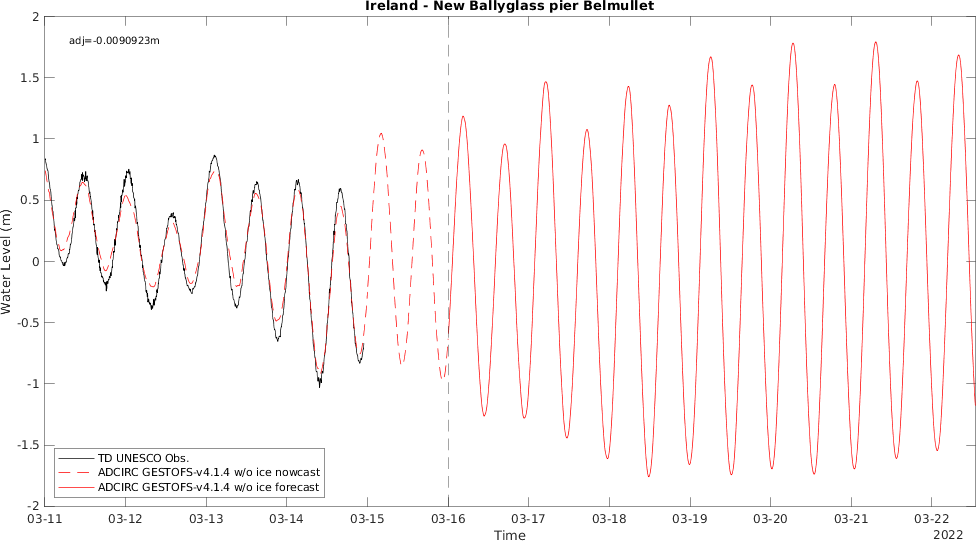 Ireland - New Ballyglass pier Belmullet
adj=-0.0090923m
2
1.5
1
0.5
0
-0.5
-1
-1.5
-2
Water Level (m)
TD UNESCO Obs.
ADCIRC GESTOFS-v4.1.4 w/o ice nowcast
ADCIRC GESTOFS-v4.1.4 w/o ice forecast
03-11 03-12 03-13 03-14 03-15 03-16 03-17 03-18 03-19 03-20 03-21 03-22
Time
2022